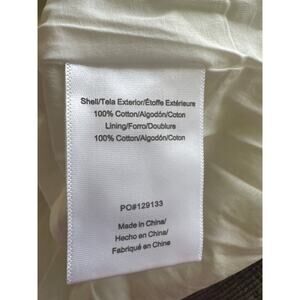 Shell/Tela Exterior/Étoffe Extérieure
100% Cotton/Algodón/Coton
Lining/Forro/Doublure
100% Cotton/Algodón/Coton
PO#129133
Made in China/
Hecho en China/
Fabriqué en Chine